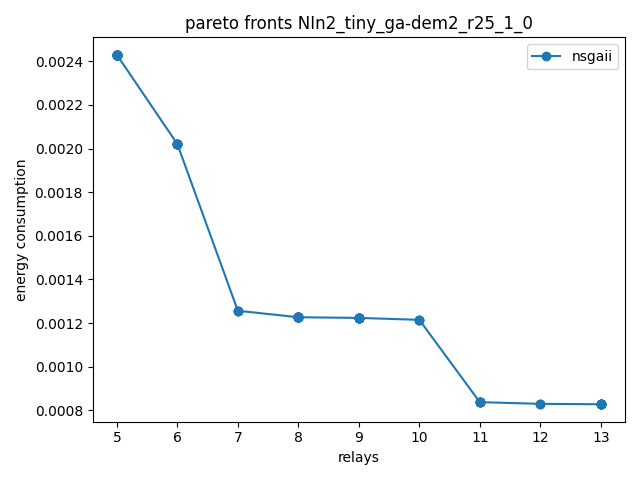 pareto fronts NIn2_tiny_ga-dem2_r25_1_0
nsgaii
energy consumption
0.0024
0.0022
0.0020
0.0018
0.0016
0.0014
0.0012
0.0010
0.0008
5 6 7 8 9 10 11 12 13
relays